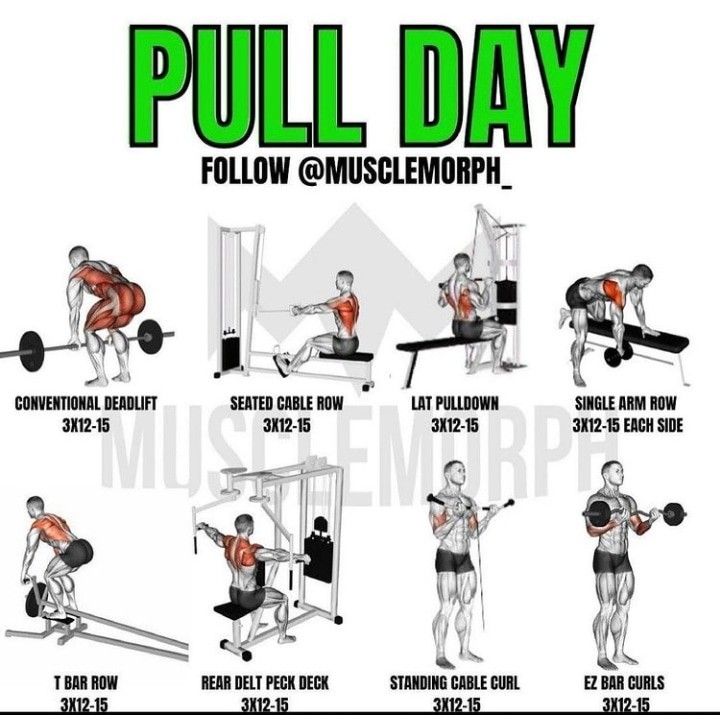 PULL DAY
FOLLOW @MUSCLEMORPH_
CONVENTIONAL DEADLIFT
3X12-15
SEATED CABLE ROW
3X12-15
LAT PULLDOWN
3X12-15
SINGLE ARM ROW
3X12-15 EACH SIDE
MUSCLEMORPH
T BAR ROW
3X12-15
REAR DELT PECK DECK
3X12-15
STANDING CABLE CURL
3X12-15
EZ BAR CURLS
3X12-15